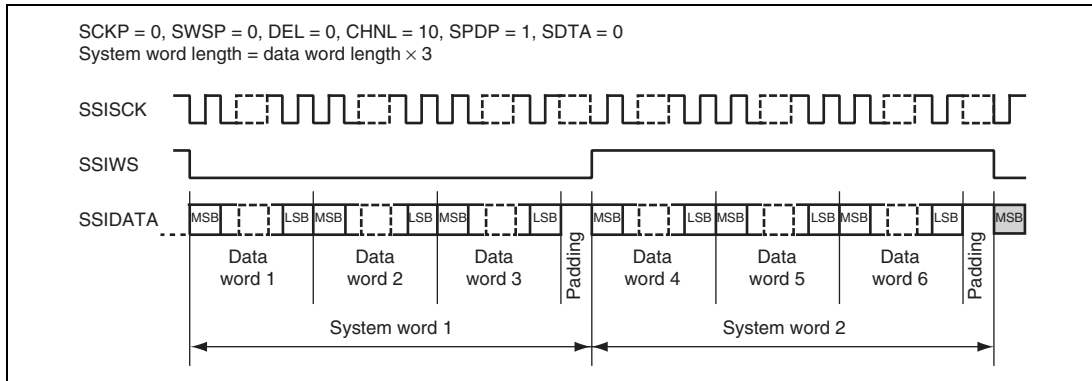 SCKP = 0, SWSP = 0, DEL = 0, CHNL = 10, SPDP = 1, SDTA = 0
System word length = data word length × 3
SSISCK
SSIWS
SSIDATA
MSB LSB MSB LSB MSB LSB MSB LSB MSB LSB MSB LSB MSB
Data word 1
Data word 2
Data word 3
Padding
Data word 4
Data word 5
Data word 6
Padding
System word 1
System word 2